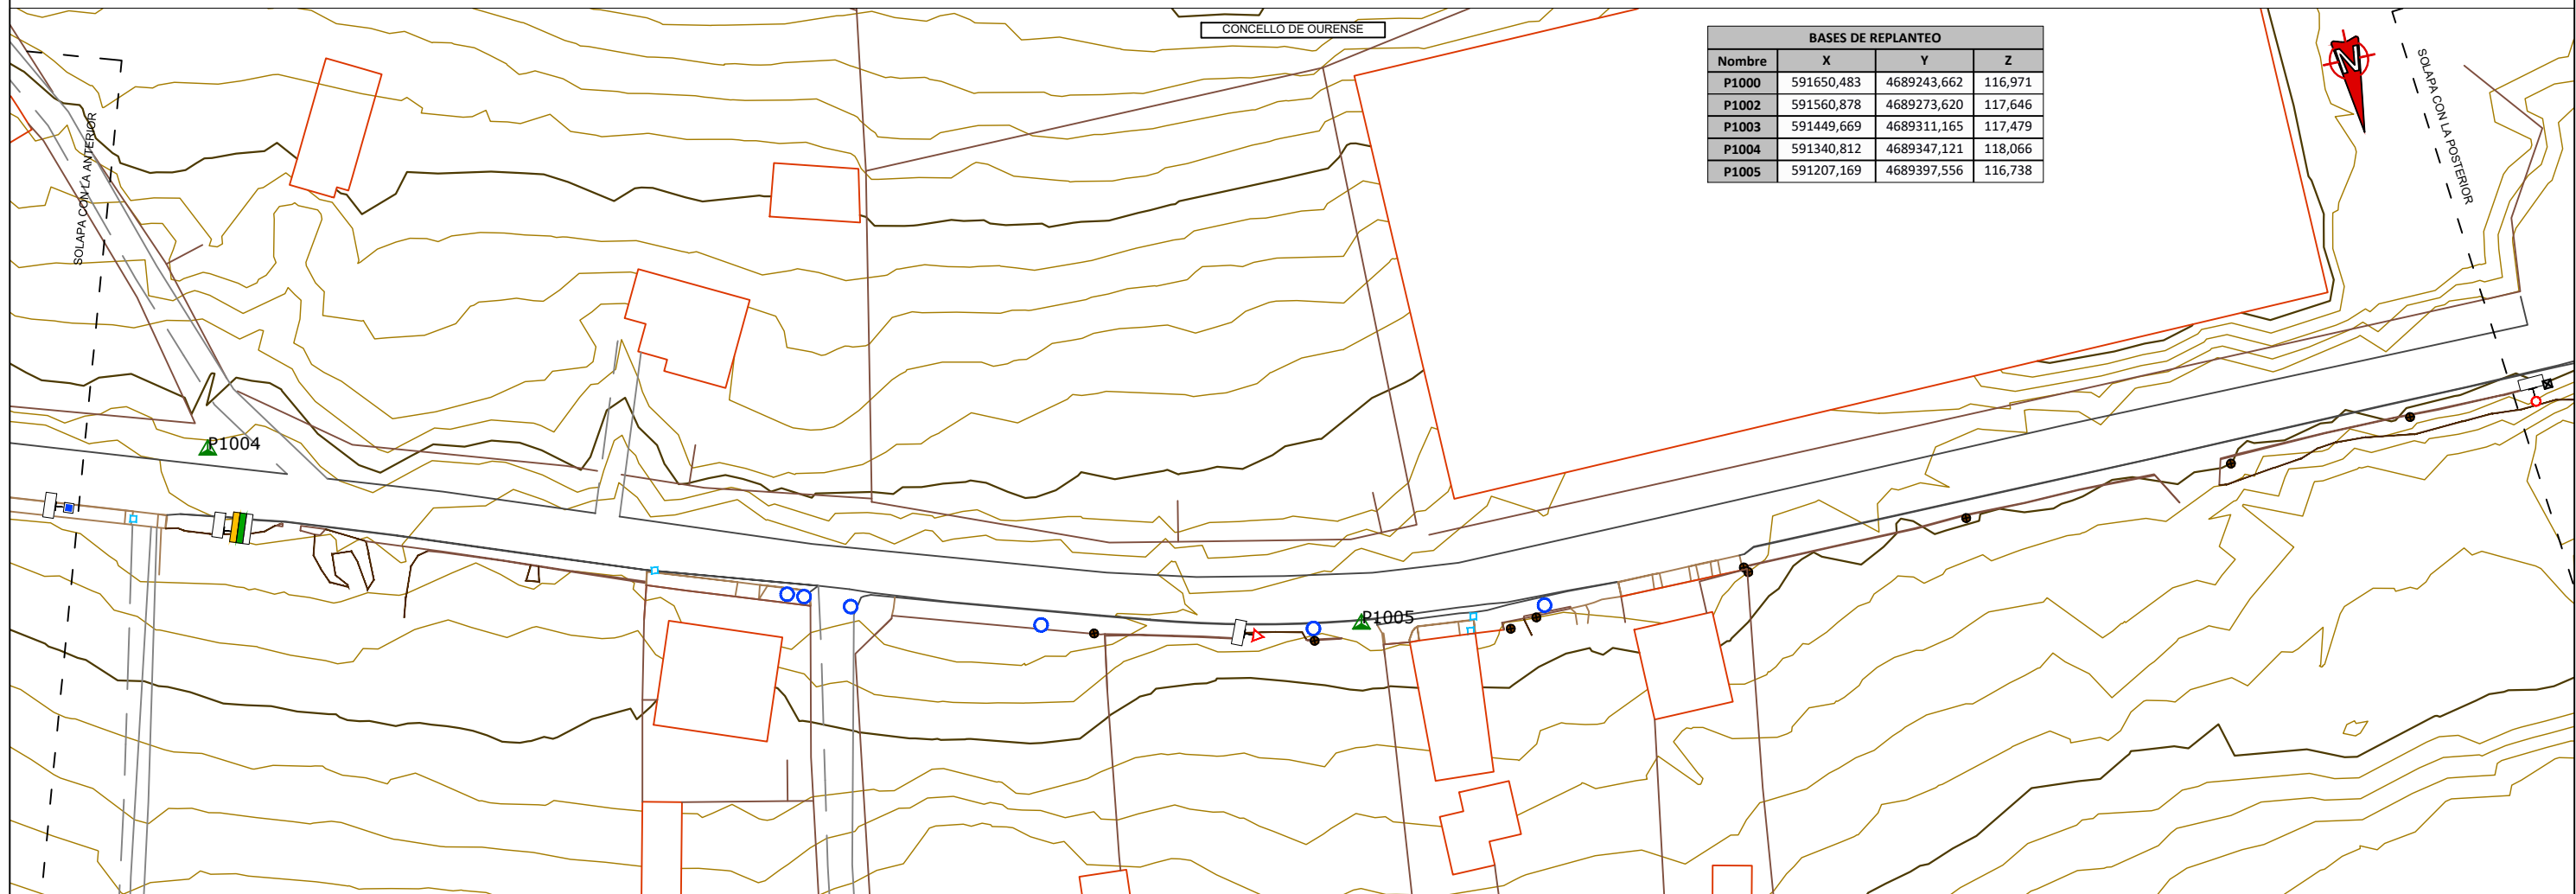 CONCELLO DE OURENSE
BASES DE REPLANTEO
Nombre X Y Z
P1000 591650,483 4689243,662 116,971
P1002 591560,878 4689273,620 117,646
P1003 591449,669 4689311,165 117,479
P1004 591340,812 4689347,121 118,066
P1005 591207,169 4689397,556 116,738
N
SOLAPA CON LA ANTERIOR
SOLAPA CON LA POSTERIOR
P1004
P1005